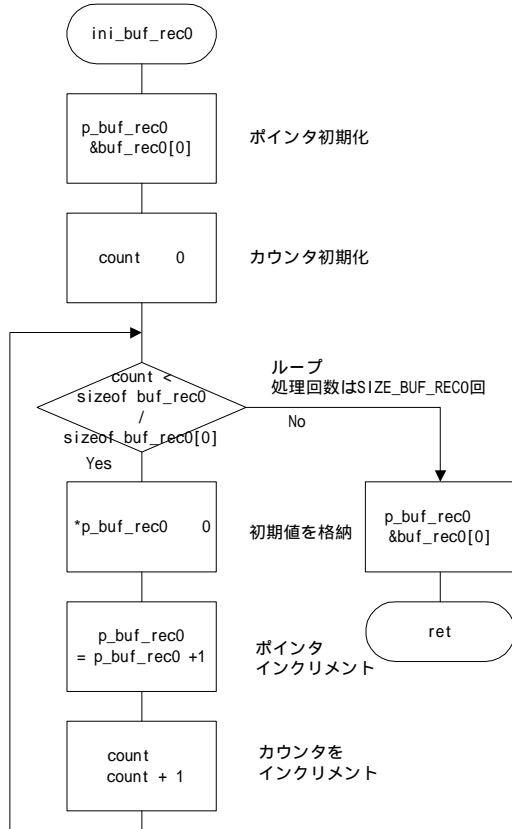 ini_buf_rec0
p_buf_rec0
&buf_rec0[0]
ポインタ初期化
count 0
カウンタ初期化
count <
sizeof buf_rec0
/
sizeof buf_rec0[0]
ループ
処理回数はSIZE_BUF_REC0回
No
Yes
*p_buf_rec0 0
初期値を格納
p_buf_rec0
&buf_rec0[0]
p_buf_rec0
= p_buf_rec0 +1
ポインタ
インクリメント
ret
count
count + 1
カウンタを
インクリメント